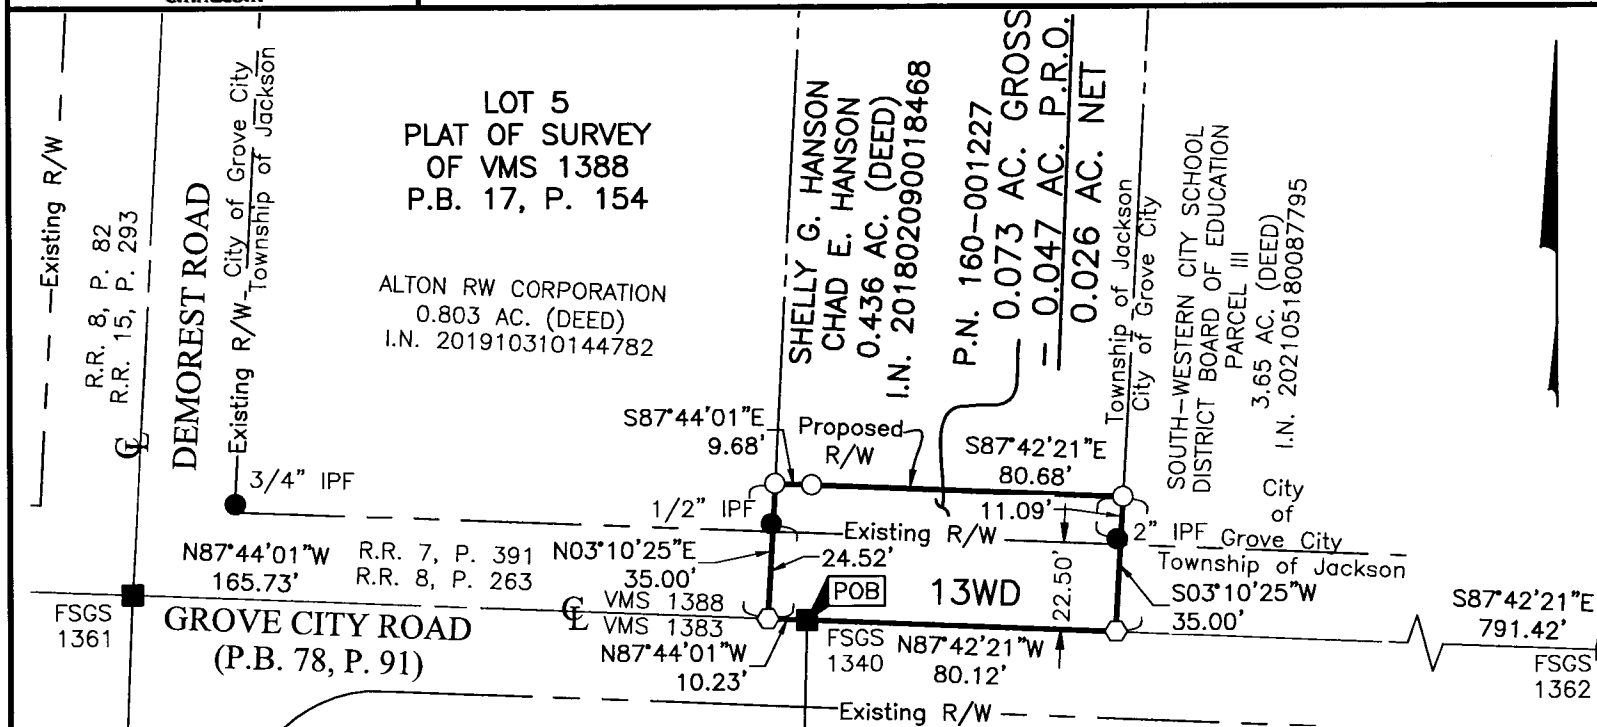 Existing R/W
R.R. 8, P. 82
R.R. 15, P. 293
℄
DEMOREST ROAD
Existing R/W
City of Grove City
Township of Jackson
LOT 5
PLAT OF SURVEY
OF VMS 1388
P.B. 17, P. 154
ALTON RW CORPORATION
0.803 AC. (DEED)
I.N. 201910310144782
SHELLY G. HANSON
CHAD E. HANSON
0.436 AC. (DEED)
I.N. 201802090018468
P.N. 160-001227
0.073 AC. GROSS
- 0.047 AC. P.R.O.
= 0.026 AC. NET
Township of Jackson
City of Grove City
SOUTH-WESTERN CITY SCHOOL
DISTRICT BOARD OF EDUCATION
PARCEL III
3.65 AC. (DEED)
I.N. 202105180087795
S87°44'01"E
9.68'
Proposed
R/W
S87°42'21"E
80.68'
3/4" IPF
1/2" IPF
11.09'
2" IPF
City
of
Grove City
Township of Jackson
Existing R/W
N87°44'01"W
165.73'
R.R. 7, P. 391
R.R. 8, P. 263
N03°10'25"E
35.00'
24.52'
22.50'
POB
13WD
S03°10'25"W
35.00'
S87°42'21"E
791.42'
FSGS
1361
GROVE CITY ROAD
(P.B. 78, P. 91)
℄
VMS 1388
VMS 1383
N87°44'01"W
10.23'
FSGS
1340
N87°42'21"W
80.12'
FSGS
1362
Existing R/W